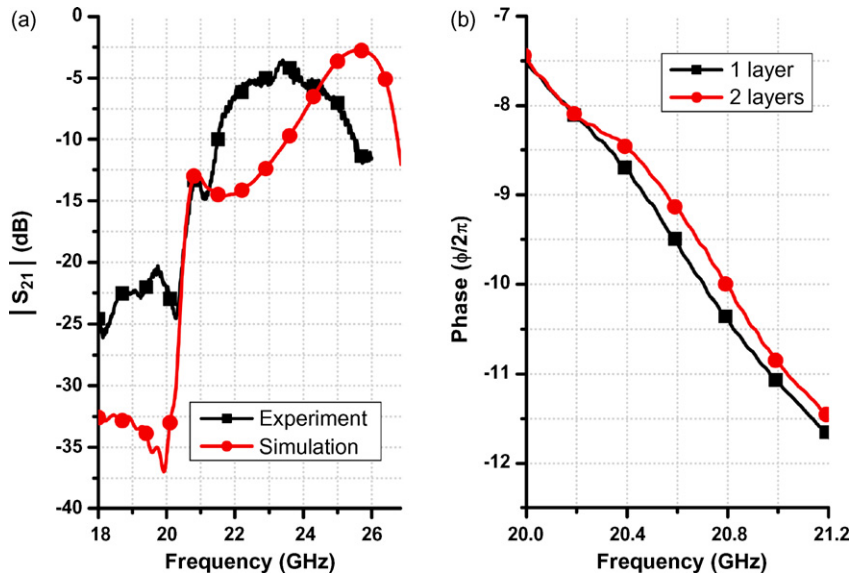 (a)
0
-5
-10
-15
-20
-25
-30
-35
-40
| S21 | (dB)
Experiment
Simulation
18 20 22 24 26
Frequency (GHz)
(b)
-7
-8
-9
-10
-11
-12
Phase (ϕ/2π)
1 layer
2 layers
20.0 20.4 20.8 21.2
Frequency (GHz)